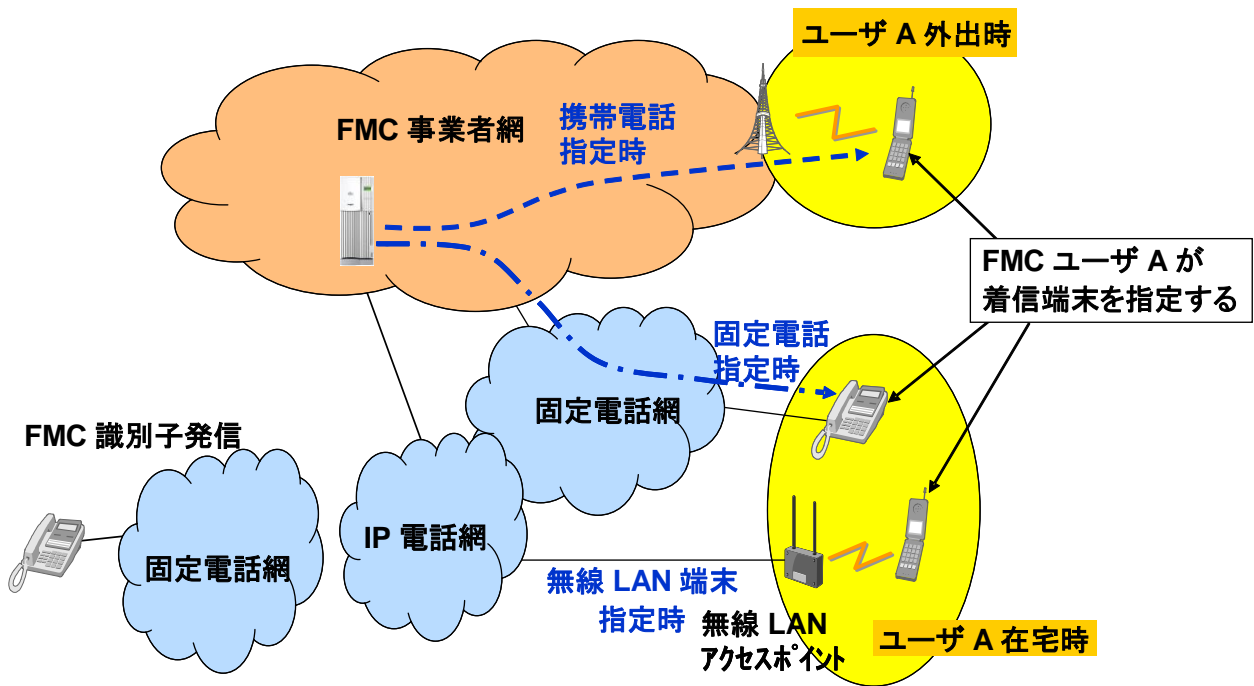 ユーザ A 外出時
FMC 事業者網
携帯電話
指定時
FMC ユーザ A が
着信端末を指定する
固定電話
指定時
固定電話網
FMC 識別子発信
IP 電話網
固定電話網
無線 LAN 端末
指定時
無線 LAN
アクセスポイント
ユーザ A 在宅時